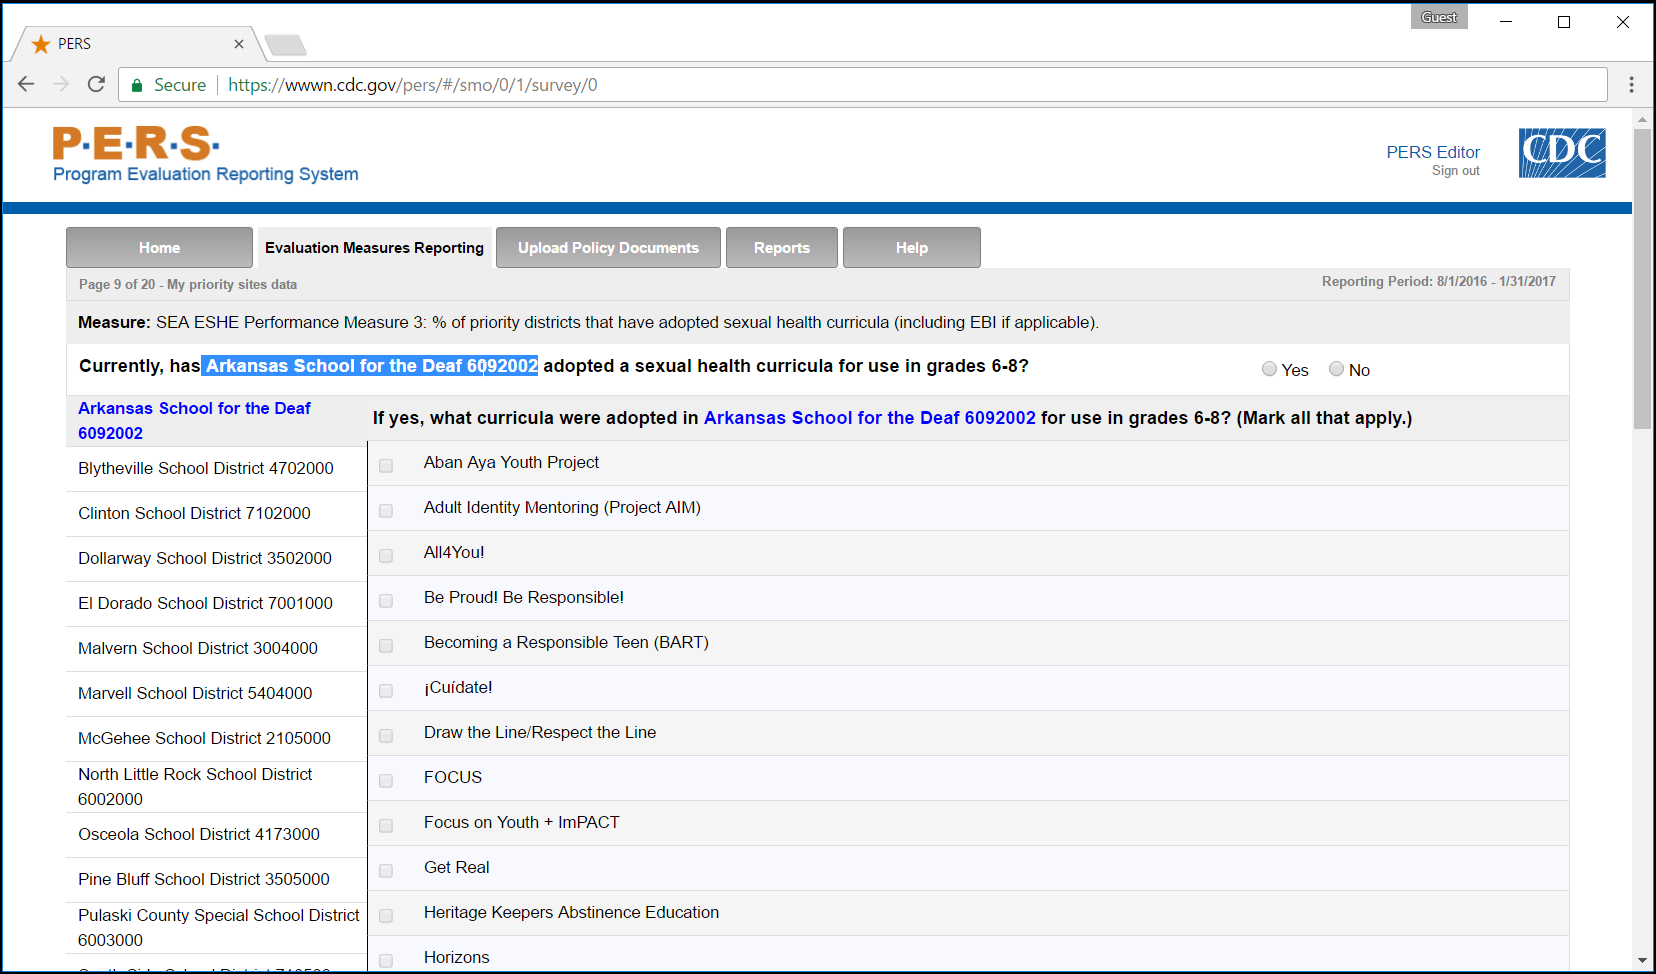 Guest
PERS
Secure https://wwwn.cdc.gov/pers/#/smo/0/1/survey/0
P·E·R·S·
Program Evaluation Reporting System
PERS Editor
Sign out
CDC
Home
Evaluation Measures Reporting
Upload Policy Documents
Reports
Help
Page 9 of 20 - My priority sites data
Reporting Period: 8/1/2016 - 1/31/2017
Measure: SEA ESHE Performance Measure 3: % of priority districts that have adopted sexual health curricula (including EBI if applicable).
Currently, has Arkansas School for the Deaf 6092002 adopted a sexual health curricula for use in grades 6-8?
Yes
No
Arkansas School for the Deaf
6092002
Blytheville School District 4702000
Clinton School District 7102000
Dollarway School District 3502000
El Dorado School District 7001000
Malvern School District 3004000
Marvell School District 5404000
McGehee School District 2105000
North Little Rock School District
6002000
Osceola School District 4173000
Pine Bluff School District 3505000
Pulaski County Special School District
6003000
If yes, what curricula were adopted in Arkansas School for the Deaf 6092002 for use in grades 6-8? (Mark all that apply.)
Aban Aya Youth Project
Adult Identity Mentoring (Project AIM)
All4You!
Be Proud! Be Responsible!
Becoming a Responsible Teen (BART)
¡Cuídate!
Draw the Line/Respect the Line
FOCUS
Focus on Youth + ImPACT
Get Real
Heritage Keepers Abstinence Education
Horizons